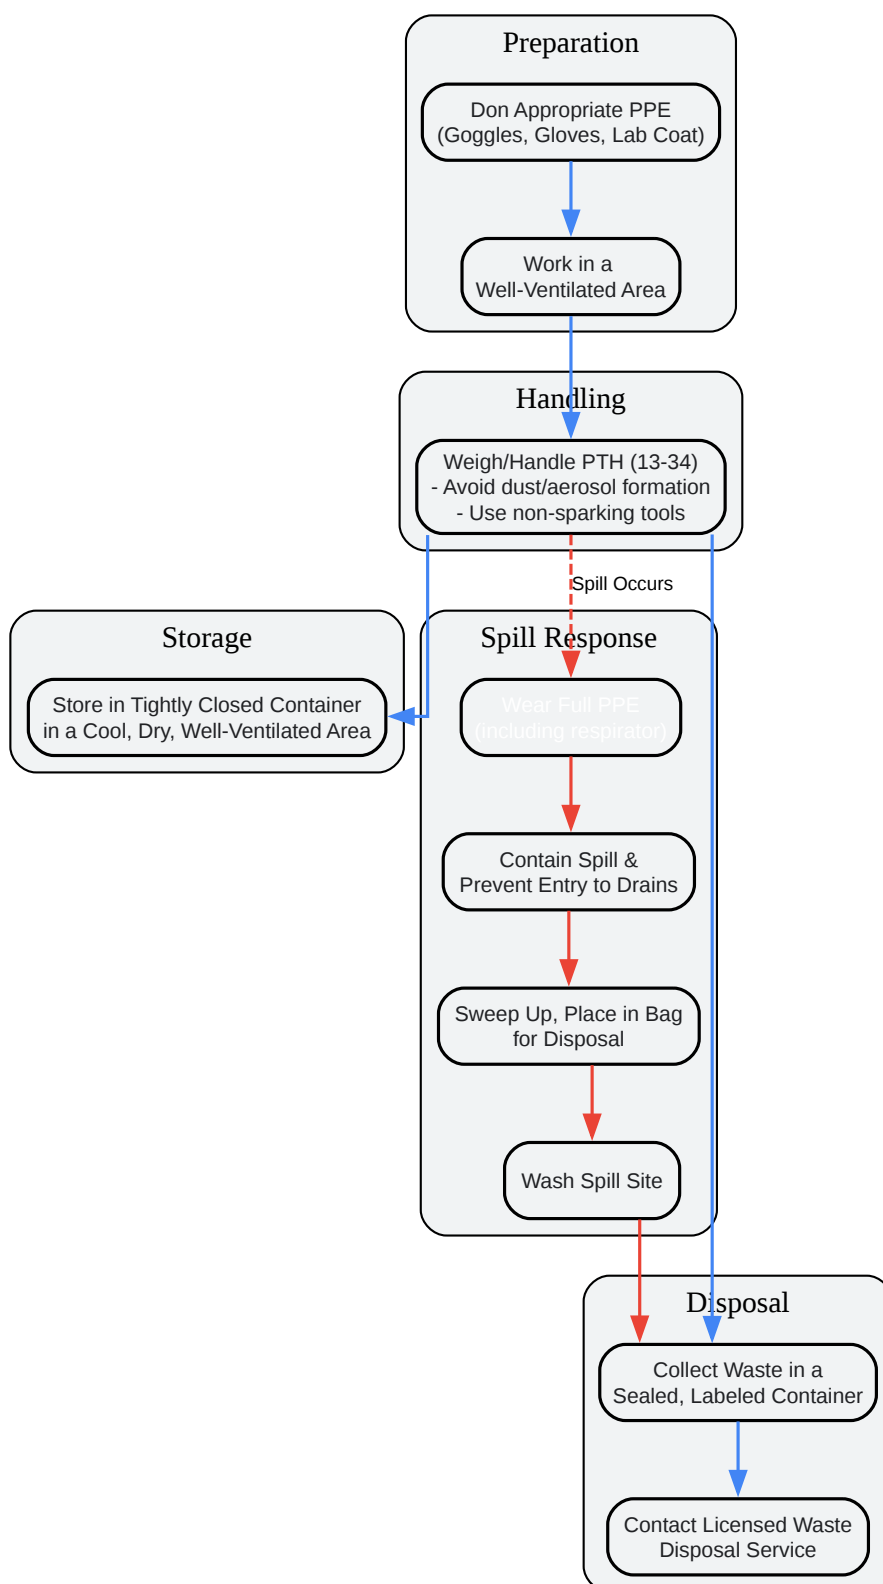 Preparation
Don Appropriate PPE
(Goggles, Gloves, Lab Coat)
Work in a
Well-Ventilated Area
Handling
Weigh/Handle PTH (13-34)
- Avoid dust/aerosol formation
- Use non-sparking tools
Spill Occurs
Storage
Store in Tightly Closed Container
in a Cool, Dry, Well-Ventilated Area
Spill Response
Wear Full PPE
(including respirator)
Contain Spill &
Prevent Entry to Drains
Sweep Up, Place in Bag
for Disposal
Wash Spill Site
Disposal
Collect Waste in a
Sealed, Labeled Container
Contact Licensed Waste
Disposal Service